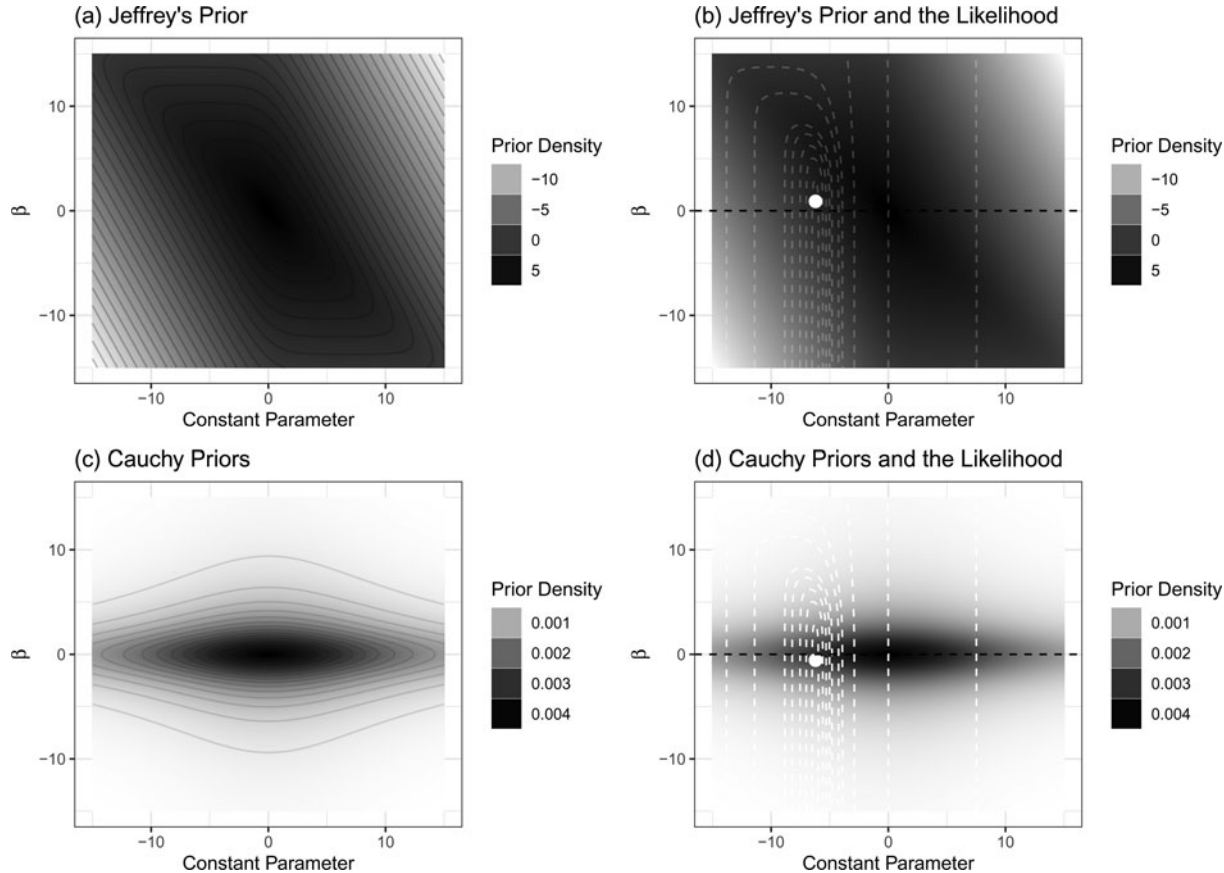 (a) Jeffrey's Prior
(b) Jeffrey's Prior and the Likelihood
10
0
−10
β
−10
0
10
Constant Parameter
Prior Density
−10
−5
0
5
10
0
−10
β
−10
0
10
Constant Parameter
Prior Density
−10
−5
0
5
(c) Cauchy Priors
(d) Cauchy Priors and the Likelihood
10
0
−10
β
−10
0
10
Constant Parameter
Prior Density
0.001
0.002
0.003
0.004
10
0
−10
β
−10
0
10
Constant Parameter
Prior Density
0.001
0.002
0.003
0.004